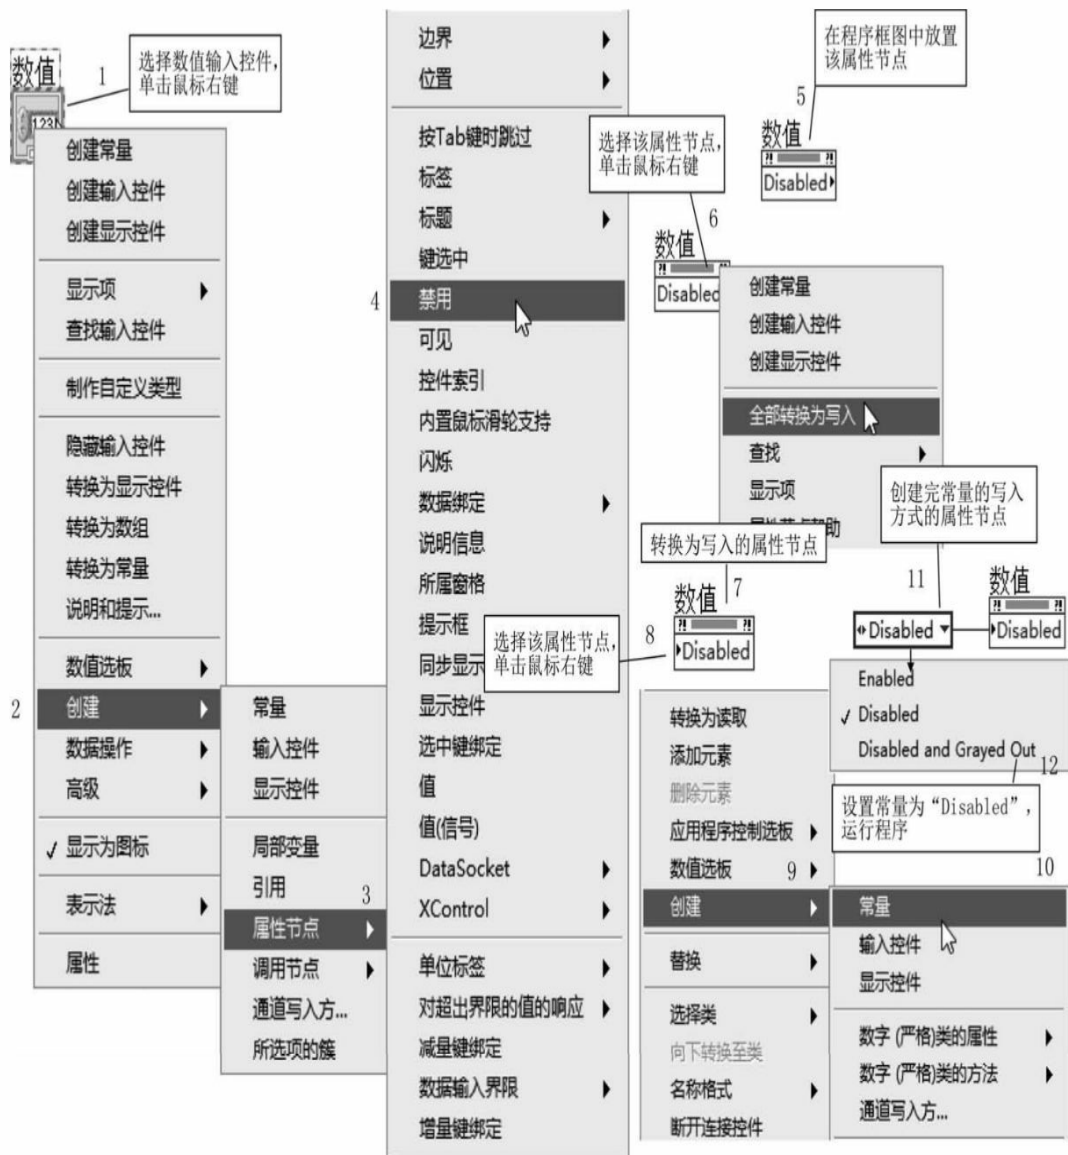 数值
1
选择数值输入控件,
单击鼠标右键
123
创建常量
创建输入控件
创建显示控件
显示项
查找输入控件
制作自定义类型
隐藏输入控件
转换为显示控件
转换为数组
转换为常量
说明和提示...
数值选板
2
创建
数据操作
高级
✓ 显示为图标
表示法
属性
常量
输入控件
显示控件
局部变量
引用
3
属性节点
调用节点
通道写入方...
所选项的簇
边界
位置
按Tab键时跳过
标签
标题
键选中
4
禁用
可见
控件索引
内置鼠标滑轮支持
闪烁
数据绑定
说明信息
所属窗格
提示框
同步显示
显示控件
选中键绑定
值
值(信号)
DataSocket
XControl
单位标签
对超出界限的值的响应
减量键绑定
数据输入界限
增量键绑定
在程序框图中放置
该属性节点
5
数值
Disabled
选择该属性节点,
单击鼠标右键
6
数值
Disabled
创建常量
创建输入控件
创建显示控件
全部转换为写入
查找
显示项
转换为写入的属性节点
7
数值
Disabled
选择该属性节点,
单击鼠标右键
8
转换为读取
添加元素
删除元素
应用程序控制选板
数值选板
9
创建
替换
选择类
向下转换至类
名称格式
断开连接控件
10
常量
输入控件
显示控件
数字 (严格)类的属性
数字 (严格)类的方法
通道写入方...
创建完常量的写入
方式的属性节点
11
数值
Disabled
Disabled
Enabled
✓ Disabled
Disabled and Grayed Out
12
设置常量为“Disabled”,
运行程序